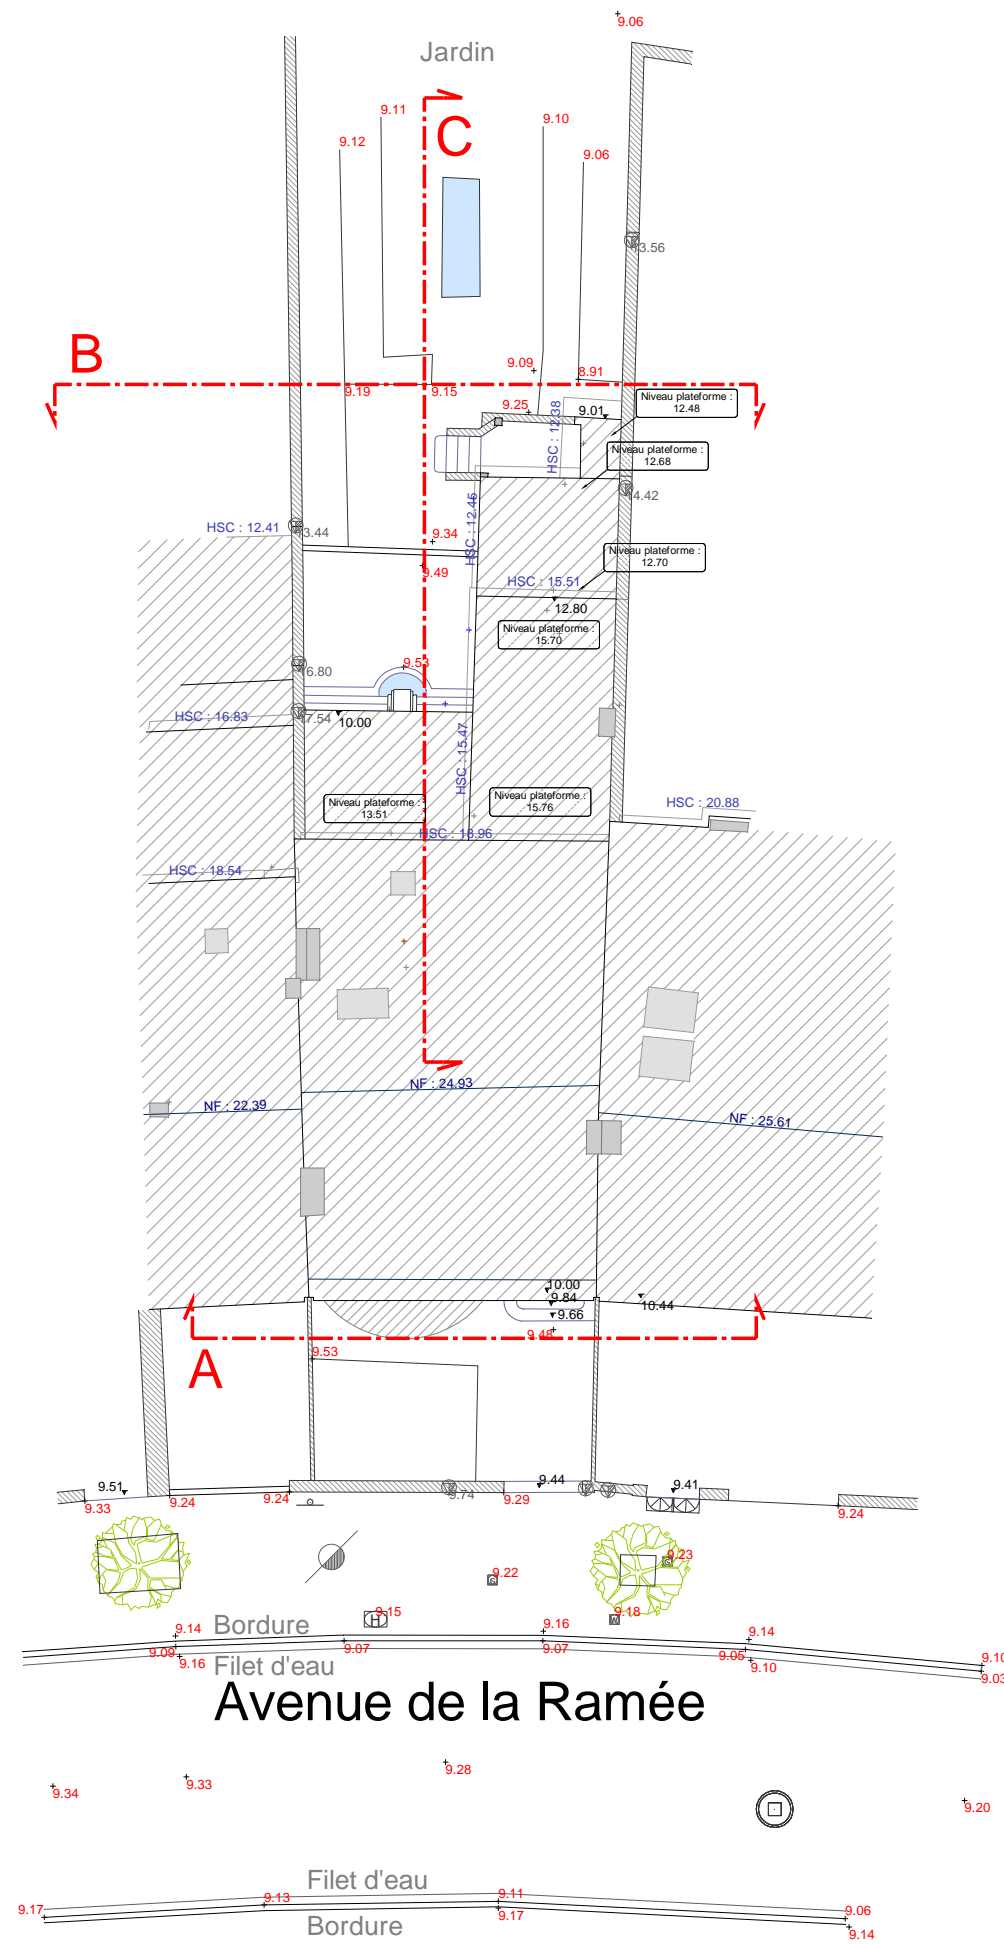 9.06
Jardin
9.11
C
9.10
9.12
9.06
13.56
B
9.09
8.91
9.19
9.15
Niveau plateforme :
12.48
9.25
9.01
HSC : 12.38
Niveau plateforme :
12.68
14.42
HSC : 12.45
HSC : 12.41
13.44
9.34
Niveau plateforme :
12.70
9.49
HSC : 15.51
12.80
Niveau plateforme :
15.70
9.53
16.80
HSC : 16.83
17.54
10.00
HSC : 15.47
Niveau plateforme :
13.51
Niveau plateforme :
15.76
HSC : 20.88
HSC : 18.96
HSC : 18.54
NF : 24.93
NF : 22.39
NF : 25.61
10.00
9.84
10.44
9.66
9.48
9.53
A
9.51
9.44
9.41
9.74
9.33
9.24
9.24
9.29
9.24
9.23
9.22
G
G
9.15
H
9.18
W
Bordure
9.14
9.16
9.14
9.09
9.07
9.07
9.05
9.10
9.16
Filet d'eau
9.10
9.03
Avenue de la Ramée
9.28
9.33
9.34
9.20
Filet d'eau
9.13
9.11
9.17
9.17
9.06
Bordure
9.14